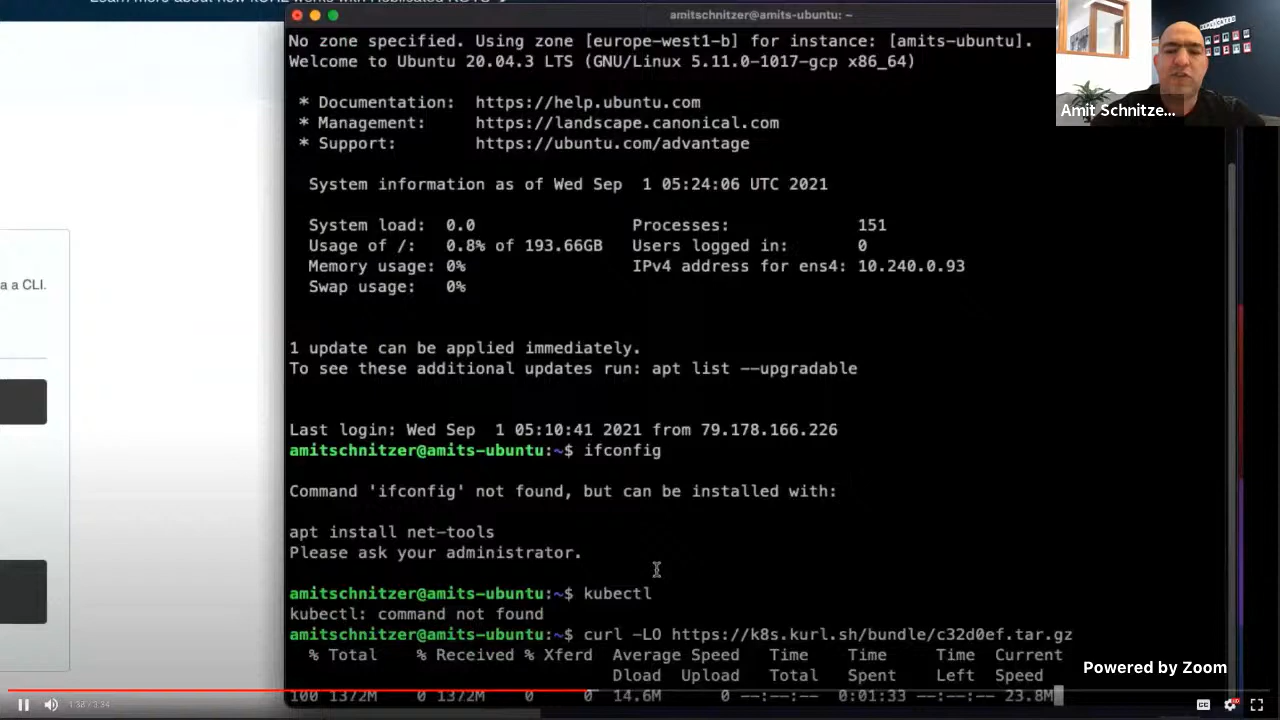 Learn more about how kURL works with Replicated KOTS
amitschnitzer@amits-ubuntu: ~
No zone specified. Using zone [europe-west1-b] for instance: [amits-ubuntu].
Welcome to Ubuntu 20.04.3 LTS (GNU/Linux 5.11.0-1017-gcp x86_64)
* Documentation: https://help.ubuntu.com
* Management: https://landscape.canonical.com
* Support: https://ubuntu.com/advantage
System information as of Wed Sep 1 05:24:06 UTC 2021
System load: 0.0 Processes: 151
Usage of /: 0.8% of 193.66GB Users logged in: 0
Memory usage: 0% IPv4 address for ens4: 10.240.0.93
Swap usage: 0%
1 update can be applied immediately.
To see these additional updates run: apt list --upgradable
Last login: Wed Sep 1 05:10:41 2021 from 79.178.166.226
amitschnitzer@amits-ubuntu:~$ ifconfig
Command 'ifconfig' not found, but can be installed with:
apt install net-tools
Please ask your administrator.
amitschnitzer@amits-ubuntu:~$ kubectl
kubectl: command not found
amitschnitzer@amits-ubuntu:~$ curl -LO https://k8s.kurl.sh/bundle/c32d0ef.tar.gz
% Total % Received % Xferd Average Speed Time Time Time Current
Dload Upload Total Spent Left Speed
100 1372M 0 1372M 0 0 14.6M 0 --:--:-- 0:01:33 --:--:-- 23.8M
a a CLI.
Amit Schnitze...
Powered by Zoom